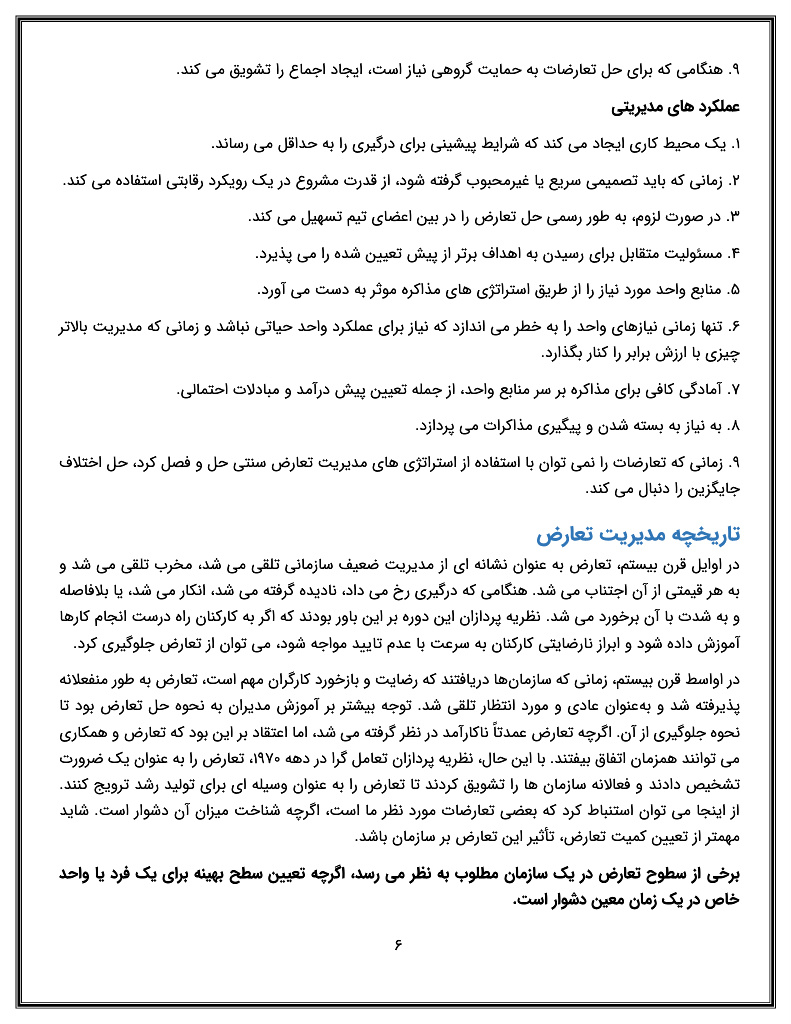 ۹. هنگامی که برای حل تعارضات به حمایت گروهی نیاز است، ایجاد اجماع را تشویق می کند.
عملکرد های مدیریتی
۱. یک محیط کاری ایجاد می کند که شرایط پیشینی برای درگیری را به حداقل می رساند.
۲. زمانی که باید تصمیمی سریع یا غیرمحبوب گرفته شود، از قدرت مشروع در یک رویکرد رقابتی استفاده می کند.
۳. در صورت لزوم، به طور رسمی حل تعارض را در بین اعضای تیم تسهیل می کند.
۴. مسئولیت متقابل برای رسیدن به اهداف برتر از پیش تعیین شده را می پذیرد.
۵. منابع واحد مورد نیاز را از طریق استراتژی های مذاکره موثر به دست می آورد.
۶. تنها زمانی نیازهای واحد را به خطر می اندازد که نیاز برای عملکرد واحد حیاتی نباشد و زمانی که مدیریت بالاتر
چیزی با ارزش برابر را کنار بگذارد.
۷. آمادگی کافی برای مذاکره بر سر منابع واحد، از جمله تعیین پیش درآمد و مبادلات احتمالی.
۸. به نیاز به بسته شدن و پیگیری مذاکرات می پردازد.
۹. زمانی که تعارضات را نمی توان با استفاده از استراتژی های مدیریت تعارض سنتی حل و فصل کرد، حل اختلاف
جایگزین را دنبال می کند.
تاریخچه مدیریت تعارض
در اوایل قرن بیستم، تعارض به عنوان نشانه ای از مدیریت ضعیف سازمانی تلقی می شد، مخرب تلقی می شد و
به هر قیمتی از آن اجتناب می شد. هنگامی که درگیری رخ می داد، نادیده گرفته می شد، انکار می شد، یا بلافاصله
و به شدت با آن برخورد می شد. نظریه پردازان این دوره بر این باور بودند که اگر به کارکنان راه درست انجام کارها
آموزش داده شود و ابراز نارضایتی کارکنان به سرعت با عدم تایید مواجه شود، می توان از تعارض جلوگیری کرد.
در اواسط قرن بیستم، زمانی که سازمان‌ها دریافتند که رضایت و بازخورد کارگران مهم است، تعارض به طور منفعلانه
پذیرفته شد و به‌عنوان عادی و مورد انتظار تلقی شد. توجه بیشتر بر آموزش مدیران به نحوه حل تعارض بود تا
نحوه جلوگیری از آن. اگرچه تعارض عمدتاً ناکارآمد در نظر گرفته می شد، اما اعتقاد بر این بود که تعارض و همکاری
می توانند همزمان اتفاق بیفتند. با این حال، نظریه پردازان تعامل گرا در دهه ۱۹۷۰، تعارض را به عنوان یک ضرورت
تشخیص دادند و فعالانه سازمان ها را تشویق کردند تا تعارض را به عنوان وسیله ای برای تولید رشد ترویج کنند.
از اینجا می توان استنباط کرد که بعضی تعارضات مورد نظر ما است، اگرچه شناخت میزان آن دشوار است. شاید
مهمتر از تعیین کمیت تعارض، تأثیر این تعارض بر سازمان باشد.
برخی از سطوح تعارض در یک سازمان مطلوب به نظر می رسد، اگرچه تعیین سطح بهینه برای یک فرد یا واحد
خاص در یک زمان معین دشوار است.
۶